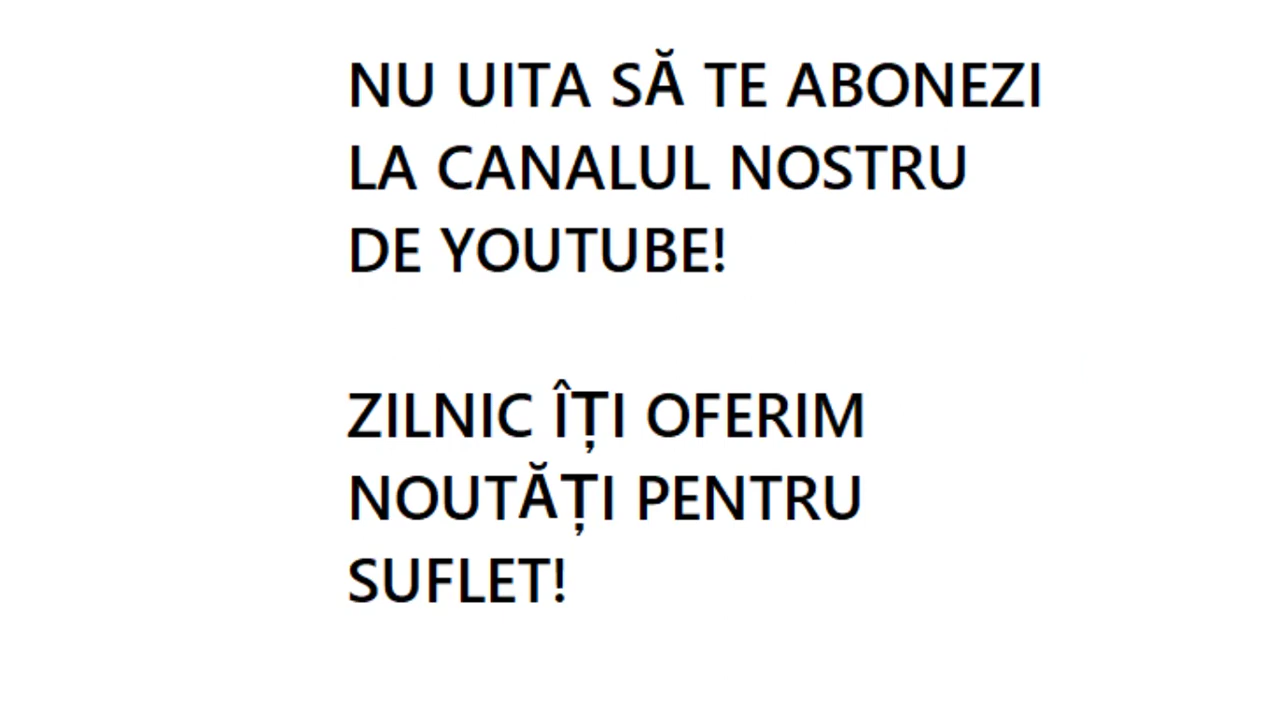 NU UITA SĂ TE ABONEZI
LA CANALUL NOSTRU
DE YOUTUBE!
ZILNIC ÎȚI OFERIM
NOUTĂȚI PENTRU
SUFLET!